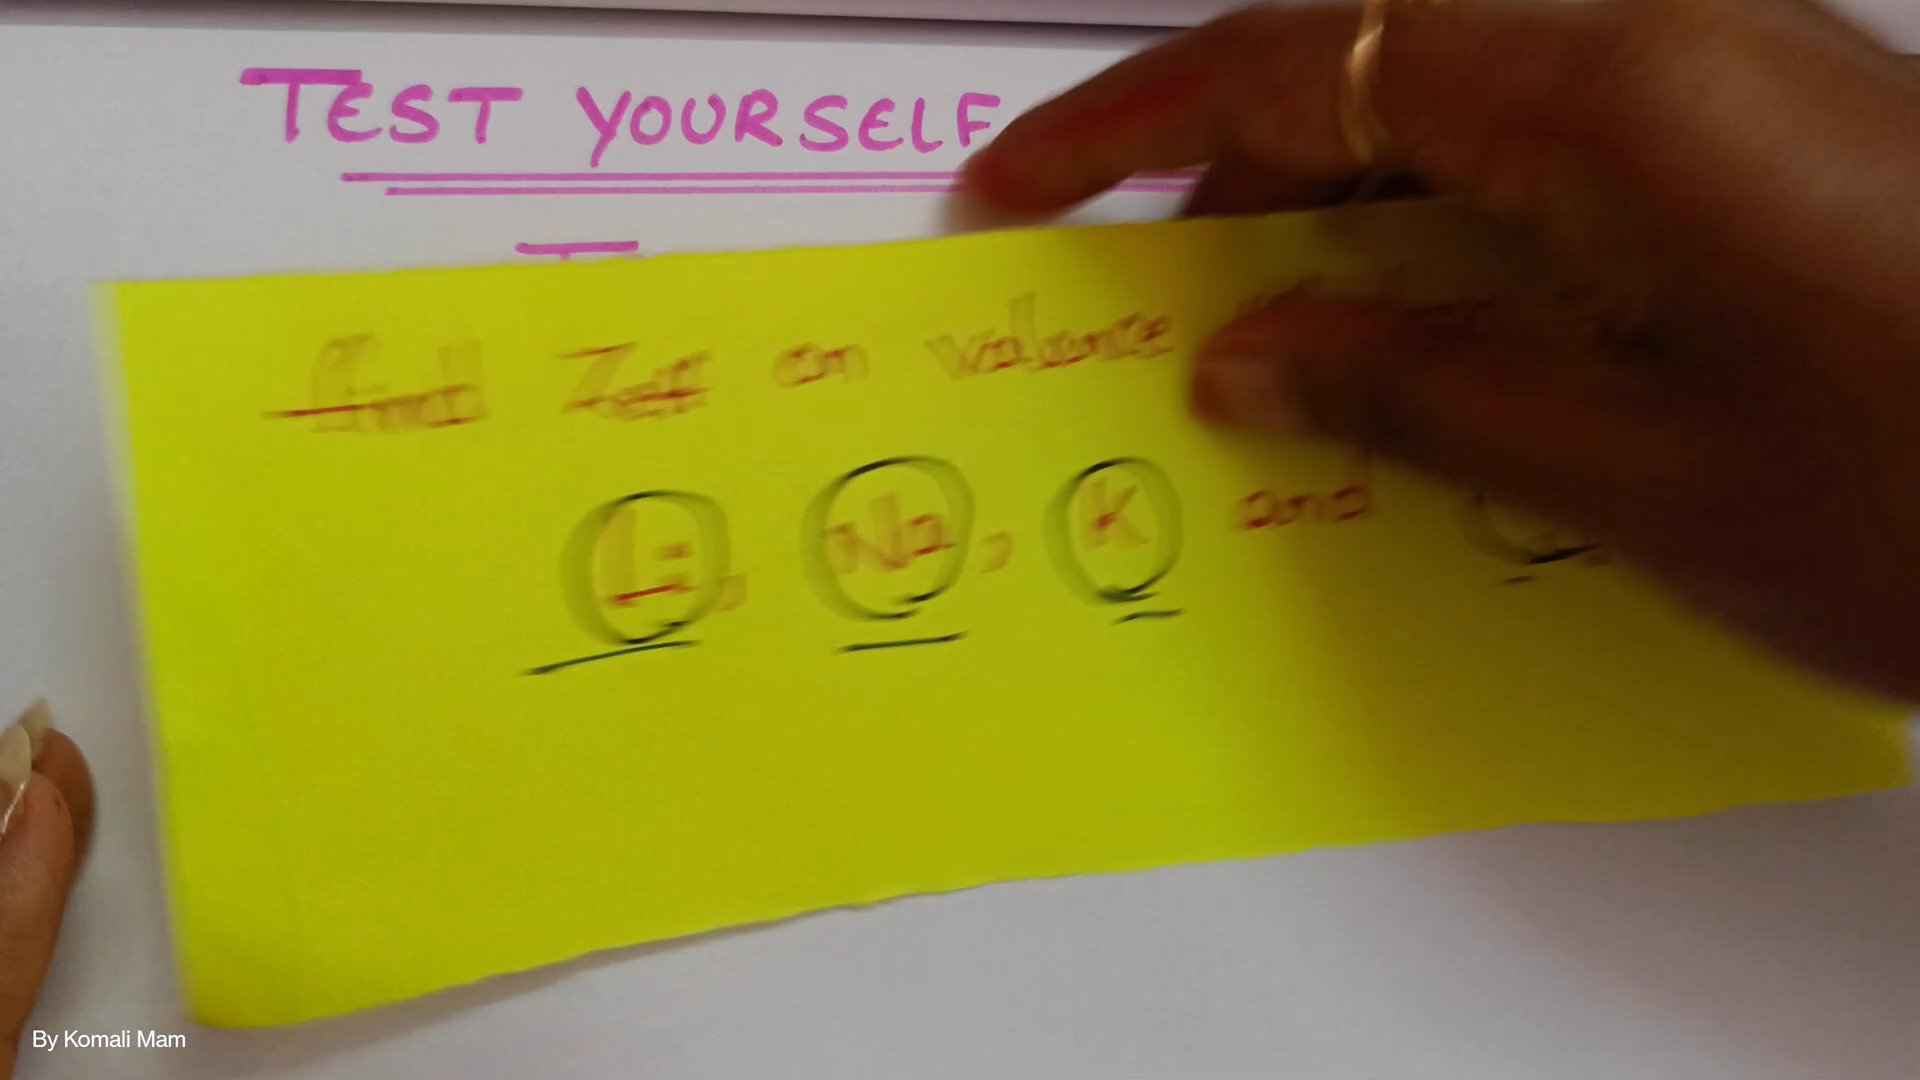 TEST YOURSELF
find Zeff on valence
Li, Na, K and
By Komali Mam